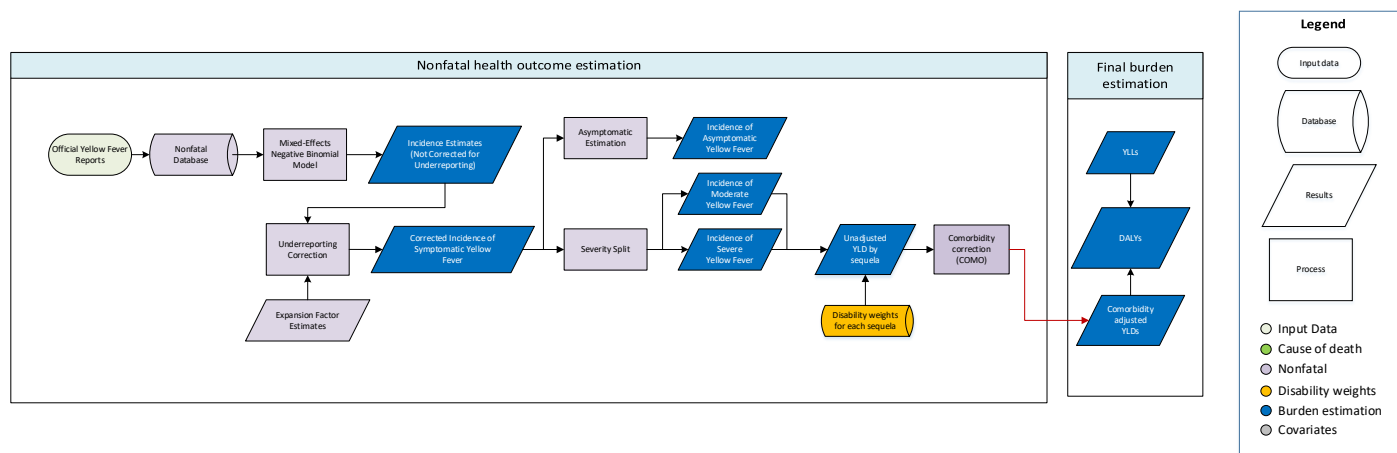 Nonfatal health outcome estimation
Official Yellow Fever
Reports
Nonfatal
Database
Mixed-Effects
Negative Binomial
Model
Incidence Estimates
(Not Corrected for
Underreporting)
Asymptomatic
Estimation
Incidence of
Asymptomatic
Yellow Fever
Incidence of
Moderate
Yellow Fever
Underreporting
Correction
Corrected Incidence of
Symptomatic Yellow
Fever
Severity Split
Incidence of
Severe
Yellow Fever
Unadjusted
YLD by
sequela
Comorbidity
correction
(COMO)
Expansion Factor
Estimates
Disability weights
for each sequela
Final burden
estimation
YLLs
DALYs
Comorbidity
adjusted
YLDs
Legend
Input data
Database
Results
Process
Input Data
Cause of death
Nonfatal
Disability weights
Burden estimation
Covariates